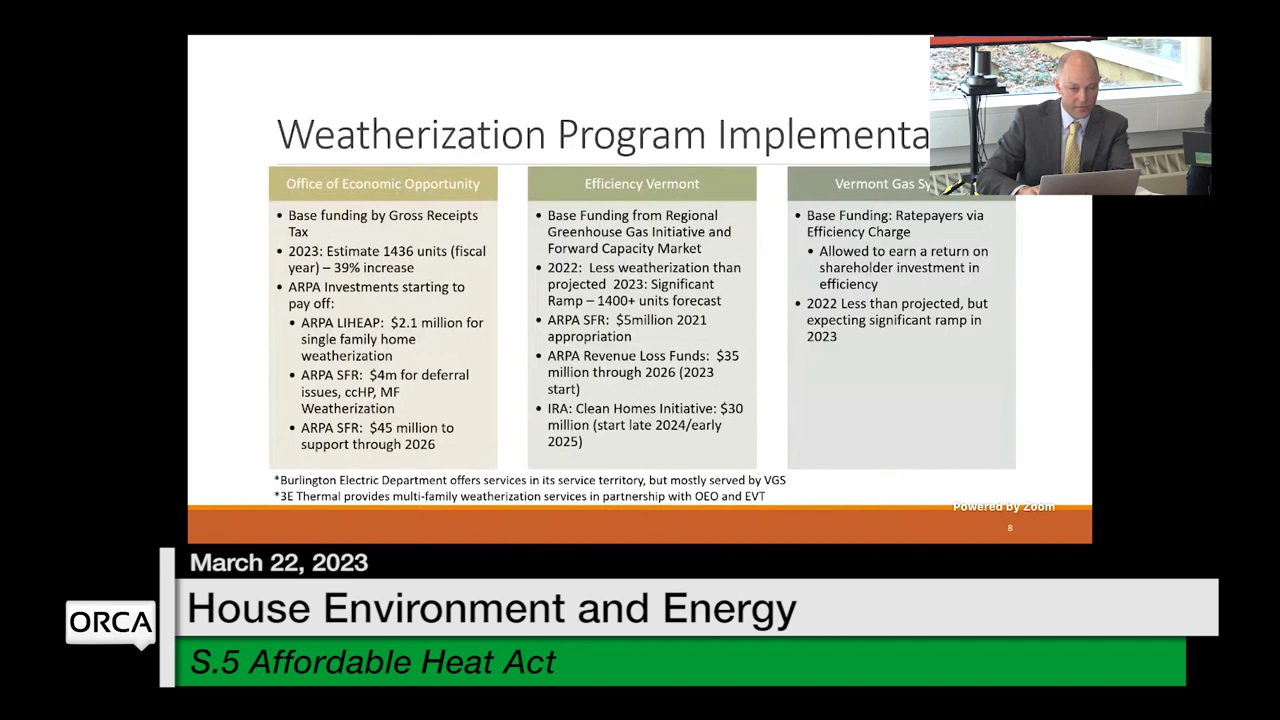 Weatherization Program Implementa
Office of Economic Opportunity
• Base funding by Gross Receipts
Tax
• 2023: Estimate 1436 units (fiscal
year) – 39% increase
• ARPA Investments starting to
pay off:
• ARPA LIHEAP: $2.1 million for
single family home
weatherization
• ARPA SFR: $4m for deferral
issues, ccHP, MF
Weatherization
• ARPA SFR: $45 million to
support through 2026
Efficiency Vermont
• Base Funding from Regional
Greenhouse Gas Initiative and
Forward Capacity Market
• 2022: Less weatherization than
projected 2023: Significant
Ramp – 1400+ units forecast
• ARPA SFR: $5million 2021
appropriation
• ARPA Revenue Loss Funds: $35
million through 2026 (2023
start)
• IRA: Clean Homes Initiative: $30
million (start late 2024/early
2025)
Vermont Gas Sy
• Base Funding: Ratepayers via
Efficiency Charge
• Allowed to earn a return on
shareholder investment in
efficiency
• 2022 Less than projected, but
expecting significant ramp in
2023
*Burlington Electric Department offers services in its service territory, but mostly served by VGS
*3E Thermal provides multi-family weatherization services in partnership with OEO and EVT
Powered by Zoom
8
March 22, 2023
ORCA
House Environment and Energy
S.5 Affordable Heat Act